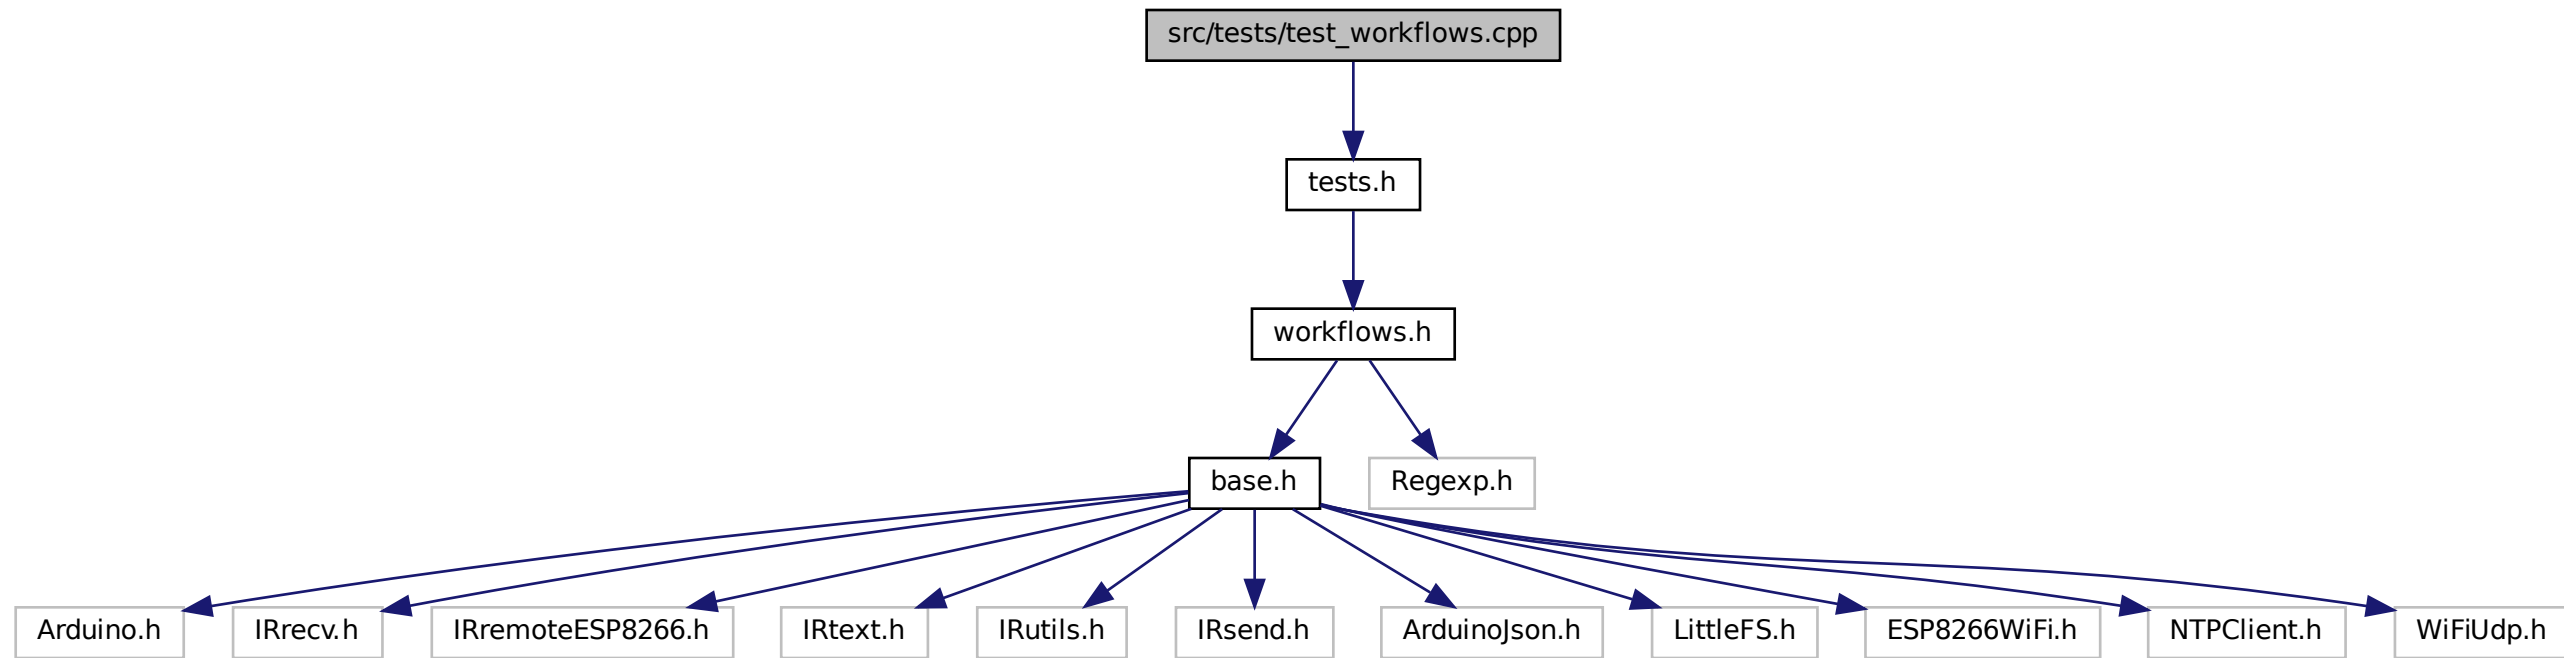 src/tests/test_workflows.cpp
tests.h
workflows.h
base.h
Regexp.h
Arduino.h
IRrecv.h
IRremoteESP8266.h
IRtext.h
IRutils.h
IRsend.h
ArduinoJson.h
LittleFS.h
ESP8266WiFi.h
NTPClient.h
WiFiUdp.h